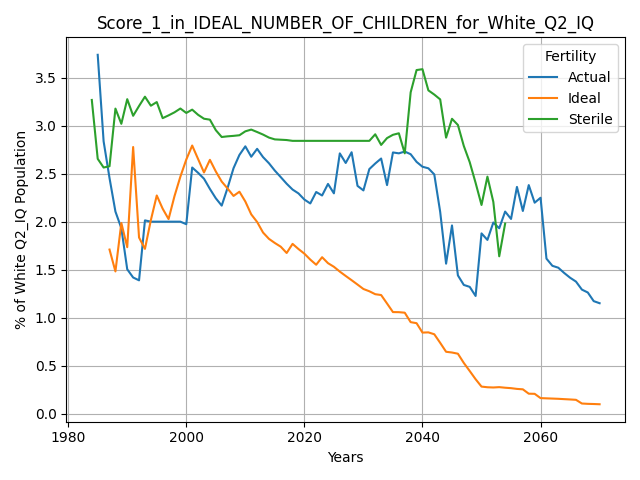 Score_1_in_IDEAL_NUMBER_OF_CHILDREN_for_White_Q2_IQ
Fertility
Actual
Ideal
Sterile
% of White Q2_IQ Population
3.5
3.0
2.5
2.0
1.5
1.0
0.5
0.0
1980 2000 2020 2040 2060
Years